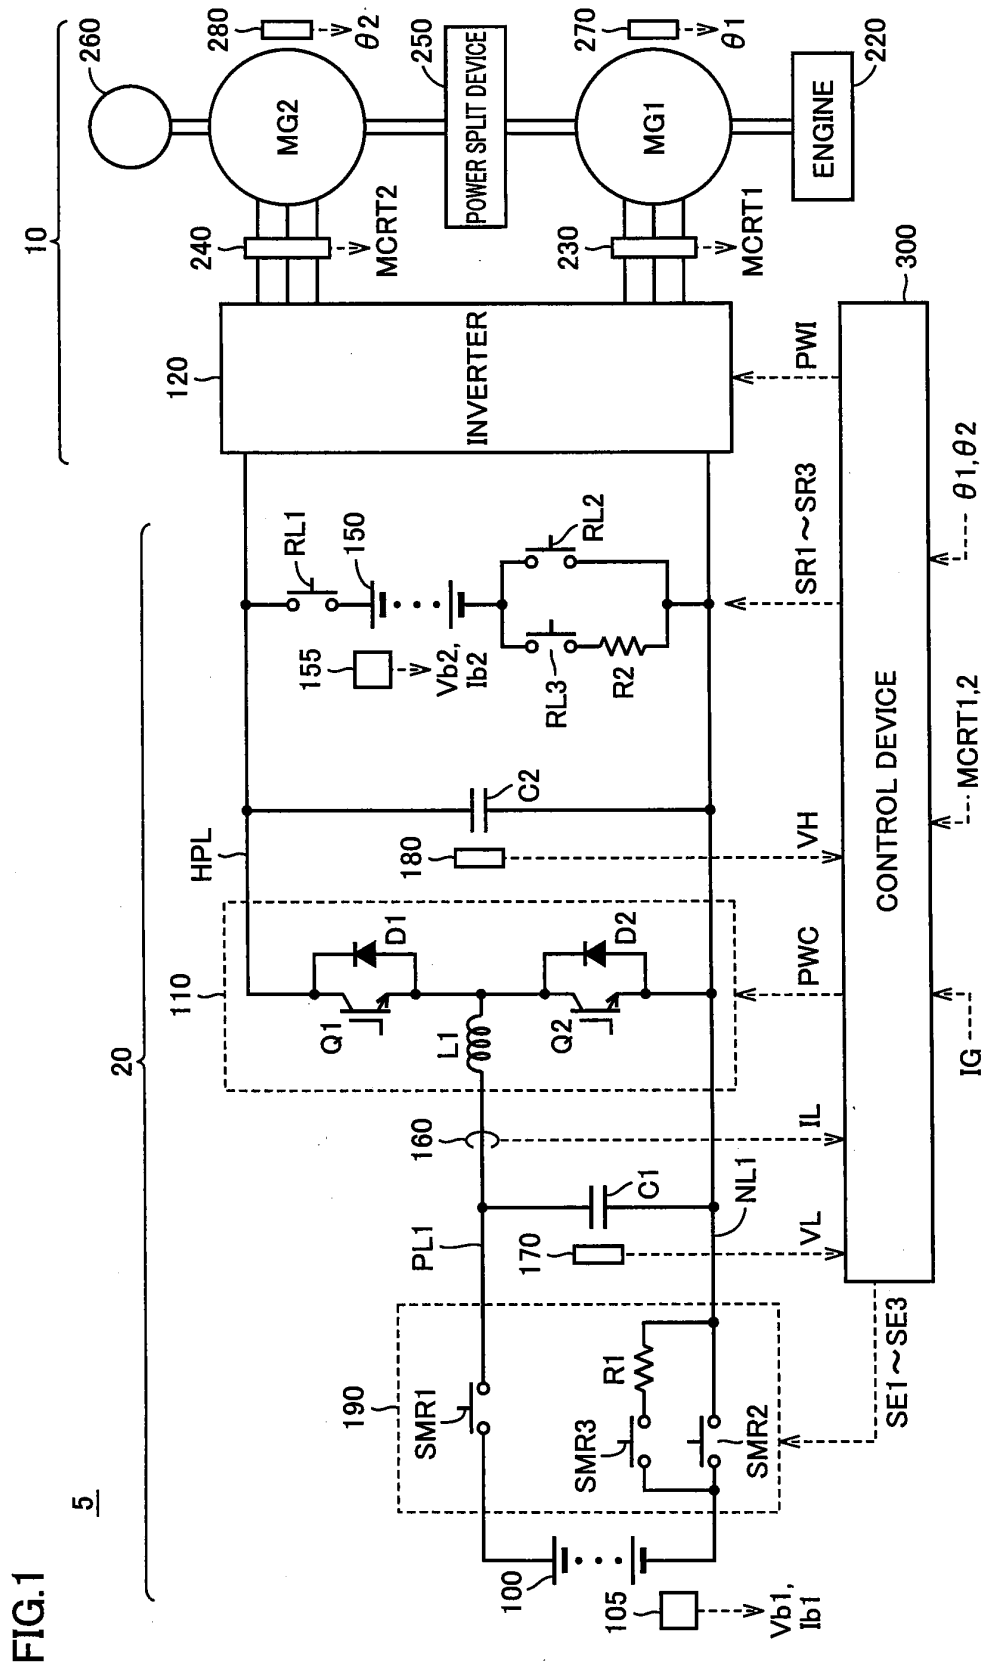 FIG.1
5
20
10
260
280
θ2
MG2
250
POWER SPLIT DEVICE
270
θ1
MG1
220
ENGINE
240
MCRT2
230
MCRT1
120
INVERTER
PWI
300
CONTROL DEVICE
RL1
150
155
Vb2,
Ib2
RL2
RL3
R2
SR1~SR3
θ1,θ2
HPL
C2
180
VH
MCRT1,2
110
Q1
D1
L1
Q2
D2
PWC
IG
160
IL
PL1
C1
170
NL1
VL
190
SMR1
SMR3
R1
SMR2
SE1~SE3
100
105
Vb1,
Ib1